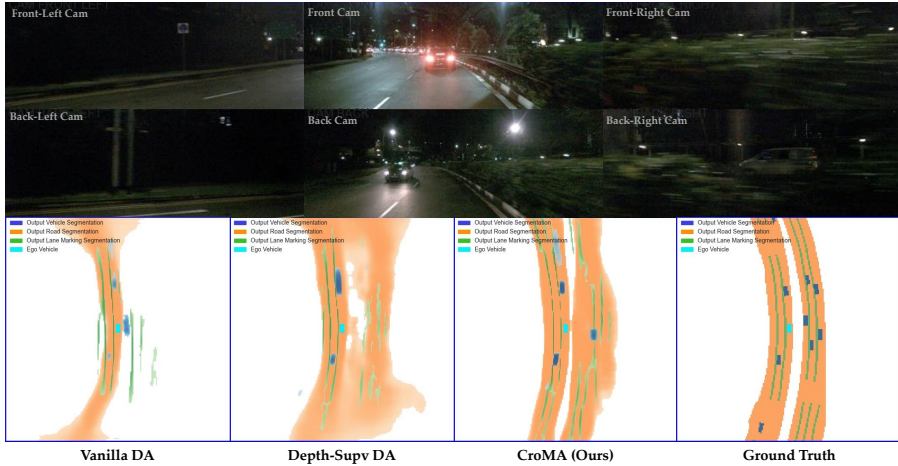 Front-Left Cam
Front Cam
Front-Right Cam
Back-Left Cam
Back Cam
Back-Right Cam
Output Vehicle Segmentation
Output Road Segmentation
Output Lane Marking Segmentation
Ego Vehicle
Output Vehicle Segmentation
Output Road Segmentation
Output Lane Marking Segmentation
Ego Vehicle
Output Vehicle Segmentation
Output Road Segmentation
Output Lane Marking Segmentation
Ego Vehicle
Output Vehicle Segmentation
Output Road Segmentation
Output Lane Marking Segmentation
Ego Vehicle
Vanilla DA
Depth-Supv DA
CroMA (Ours)
Ground Truth